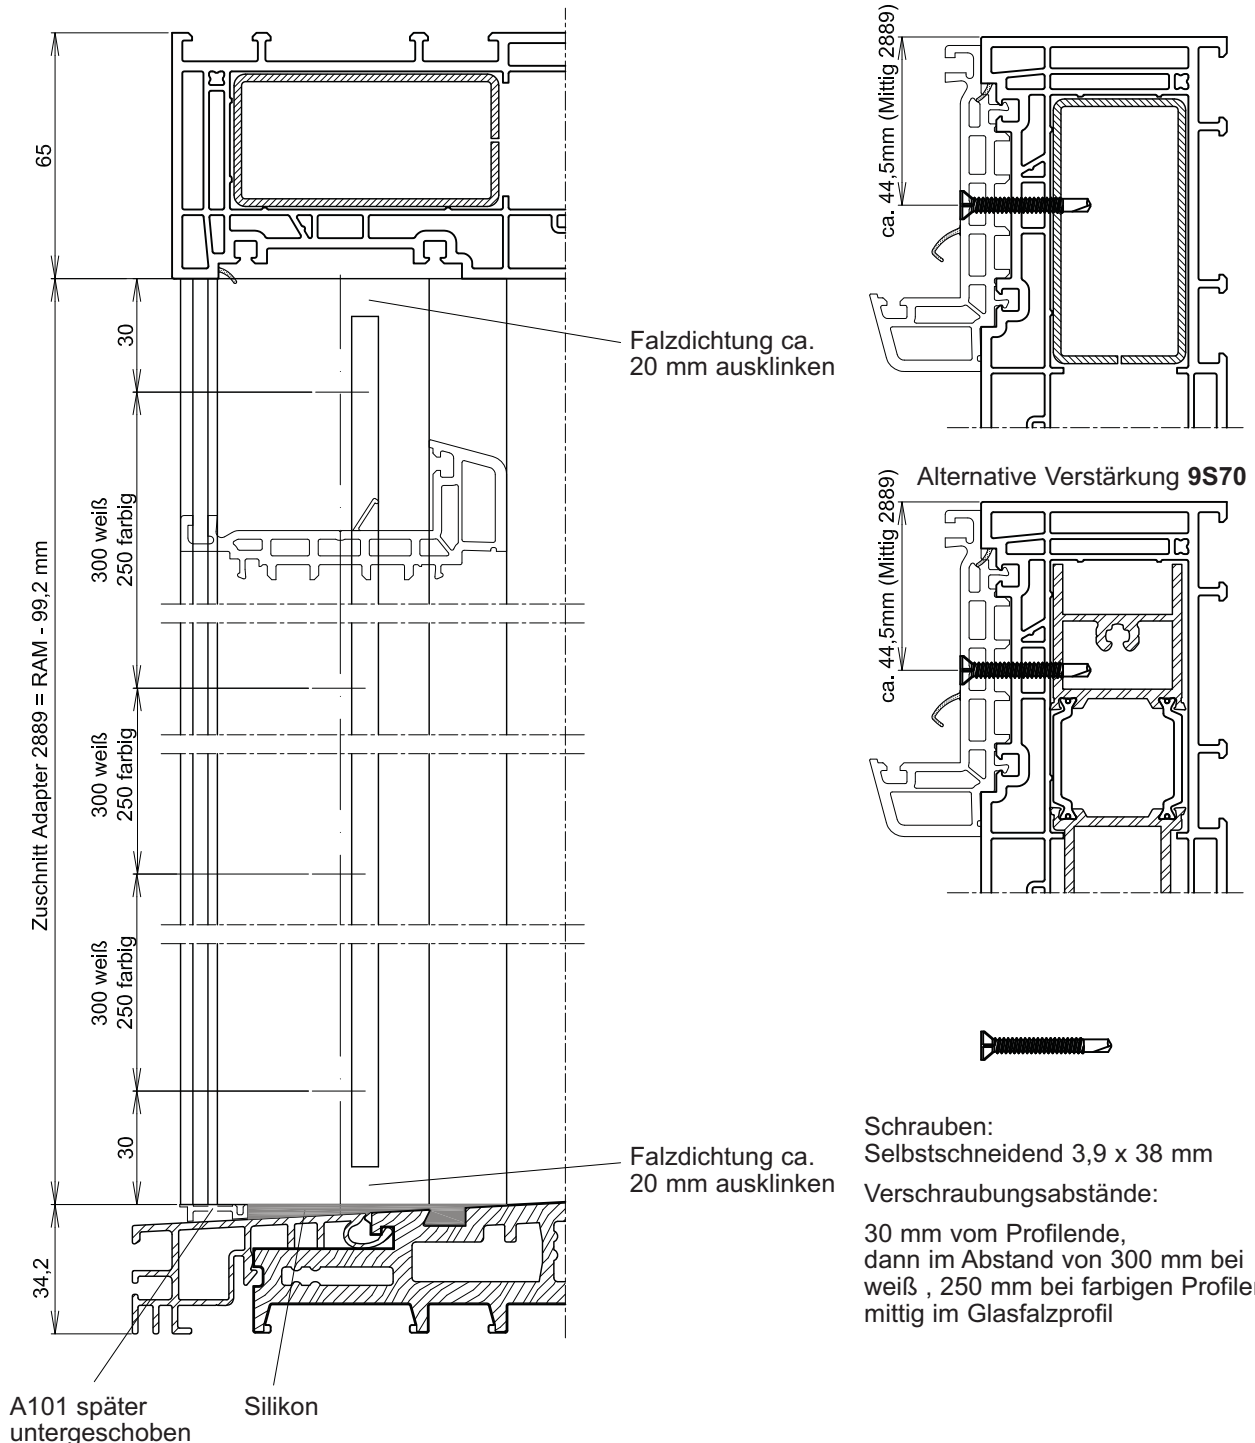 65
30
300 weiß
250 farbig
Zuschnitt Adapter 2889 = RAM - 99,2 mm
300 weiß
250 farbig
300 weiß
250 farbig
30
34,2
Falzdichtung ca.
20 mm ausklinken
Falzdichtung ca.
20 mm ausklinken
A101 später
untergeschoben
Silikon
ca. 44,5mm (Mittig 2889)
Alternative Verstärkung 9S70
ca. 44,5mm (Mittig 2889)
Schrauben:
Selbstschneidend 3,9 x 38 mm
Verschraubungsabstände:
30 mm vom Profilende,
dann im Abstand von 300 mm bei
weiß , 250 mm bei farbigen Profile
mittig im Glasfalzprofil